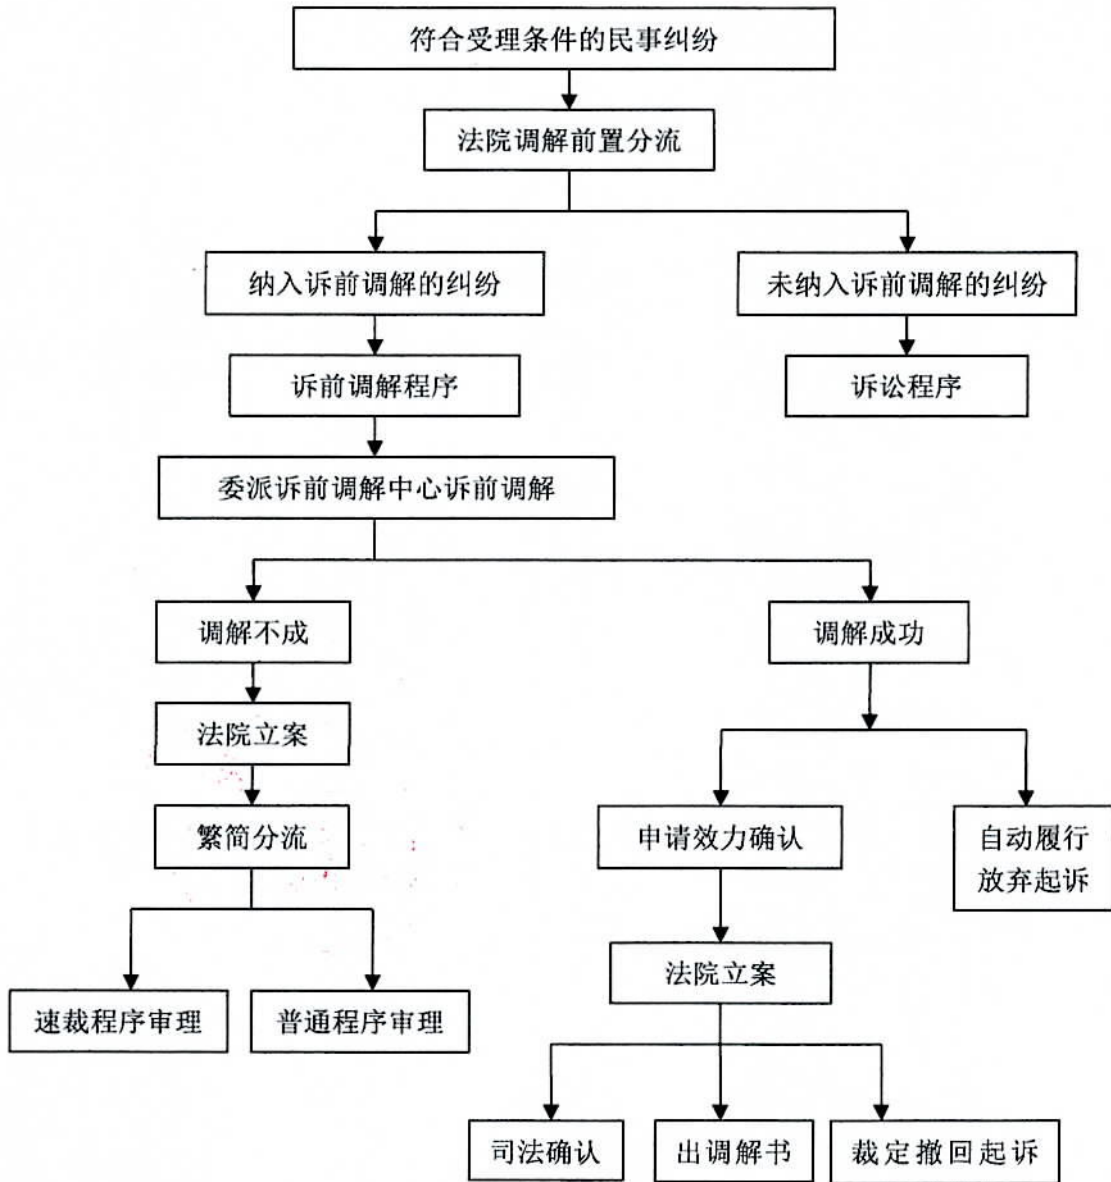 符合受理条件的民事纠纷
法院调解前置分流
纳入诉前调解的纠纷
未纳入诉前调解的纠纷
诉前调解程序
诉讼程序
委派诉前调解中心诉前调解
调解不成
调解成功
法院立案
繁简分流
申请效力确认
自动履行
放弃起诉
法院立案
速裁程序审理
普通程序审理
司法确认
出调解书
裁定撤回起诉